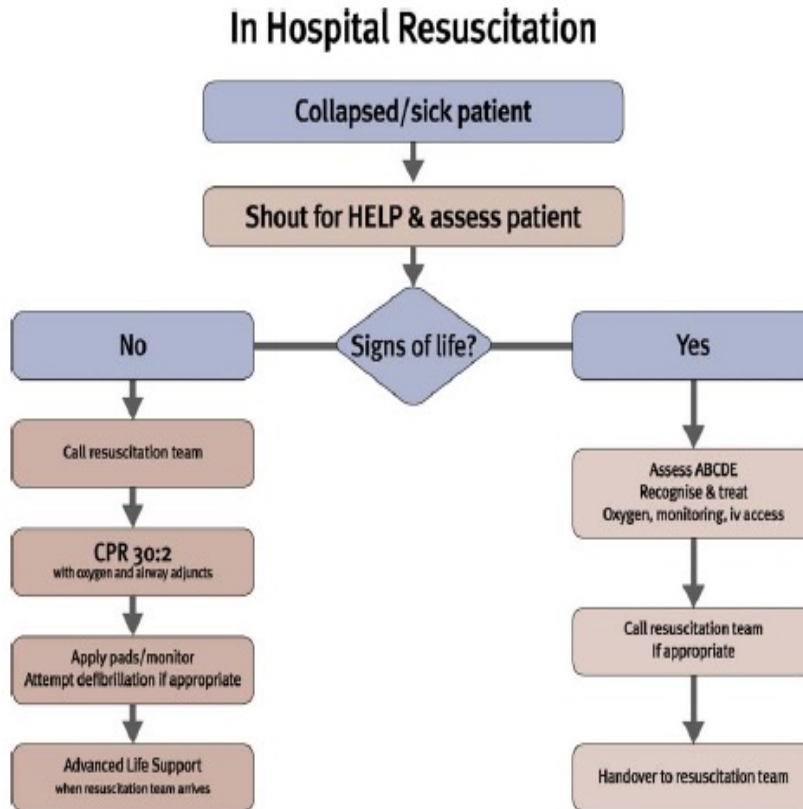 In Hospital Resuscitation
Collapsed/sick patient
Shout for HELP & assess patient
Signs of life?
No
Call resuscitation team
CPR 30:2
with oxygen and airway adjuncts
Apply pads/monitor
Attempt defibrillation if appropriate
Advanced Life Support
when resuscitation team arrives
Yes
Assess ABCDE
Recognise & treat
Oxygen, monitoring, iv access
Call resuscitation team
If appropriate
Handover to resuscitation team